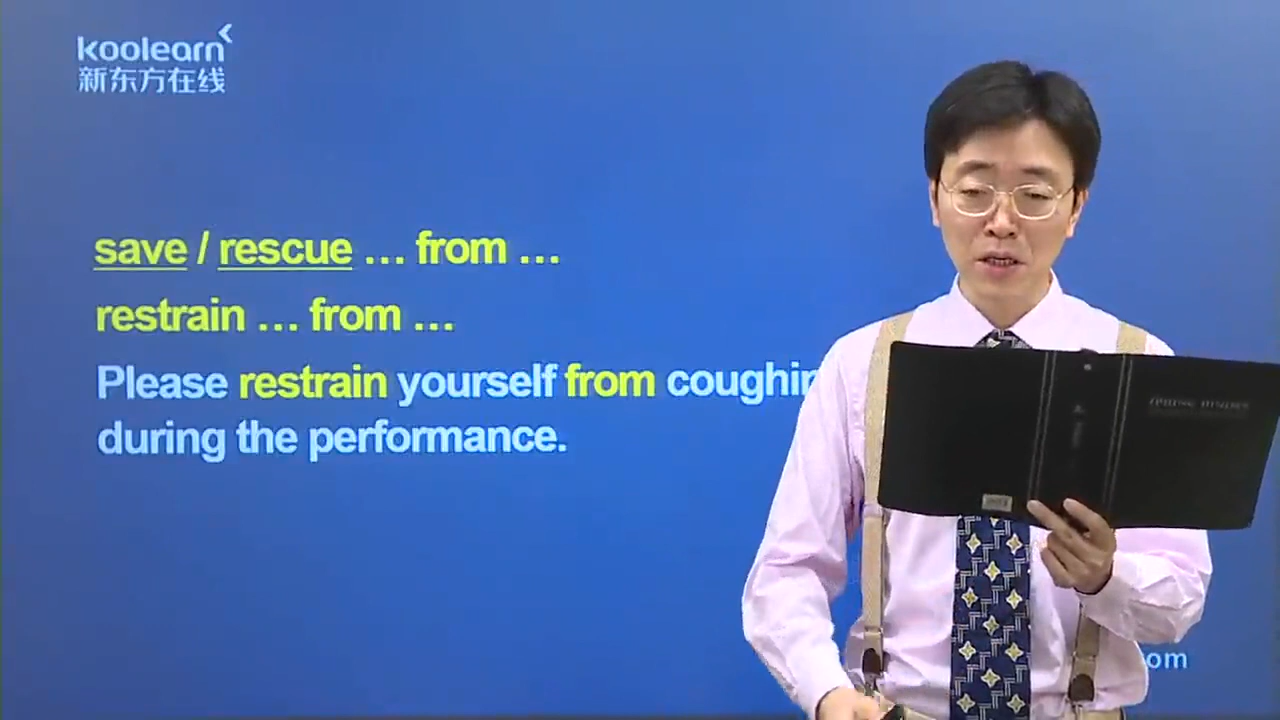 koolearn
新东方在线
save / rescue … from …
restrain … from …
Please restrain yourself from
during the performance.